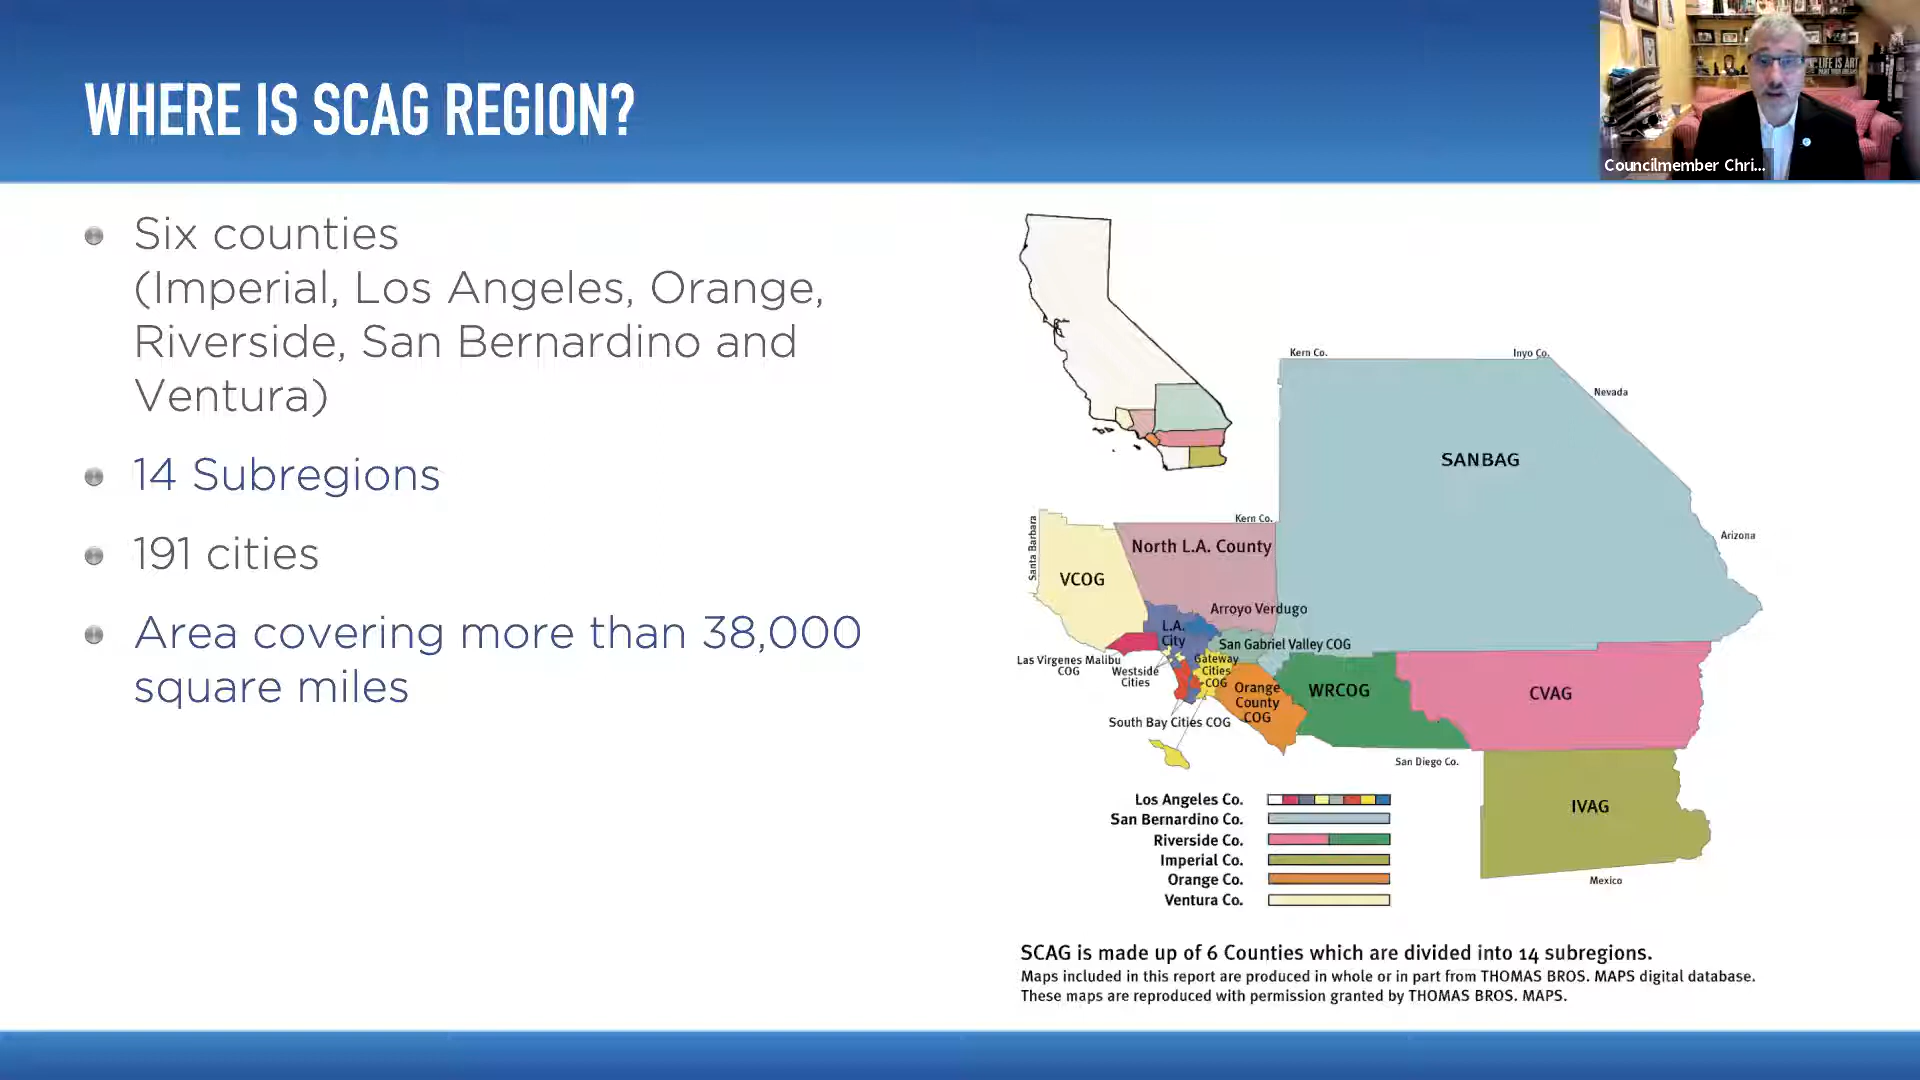 WHERE IS SCAG REGION?
LIFE IS ART
Councilmember Chri...
Six counties
(Imperial, Los Angeles, Orange,
Riverside, San Bernardino and
Ventura)
14 Subregions
191 cities
Area covering more than 38,000
square miles
Kern Co.
Inyo Co.
Nevada
SANBAG
Arizona
Kern Co.
Santa Barbara
North L.A. County
VCOG
Arroyo Verdugo
L.A.
City
San Gabriel Valley COG
Las Virgenes Malibu
COG
Westside
Cities
Gateway
Cities
COG
Orange
County
COG
WRCOG
CVAG
South Bay Cities COG
San Diego Co.
IVAG
Mexico
Los Angeles Co.
San Bernardino Co.
Riverside Co.
Imperial Co.
Orange Co.
Ventura Co.
SCAG is made up of 6 Counties which are divided into 14 subregions.
Maps included in this report are produced in whole or in part from THOMAS BROS. MAPS digital database.
These maps are reproduced with permission granted by THOMAS BROS. MAPS.